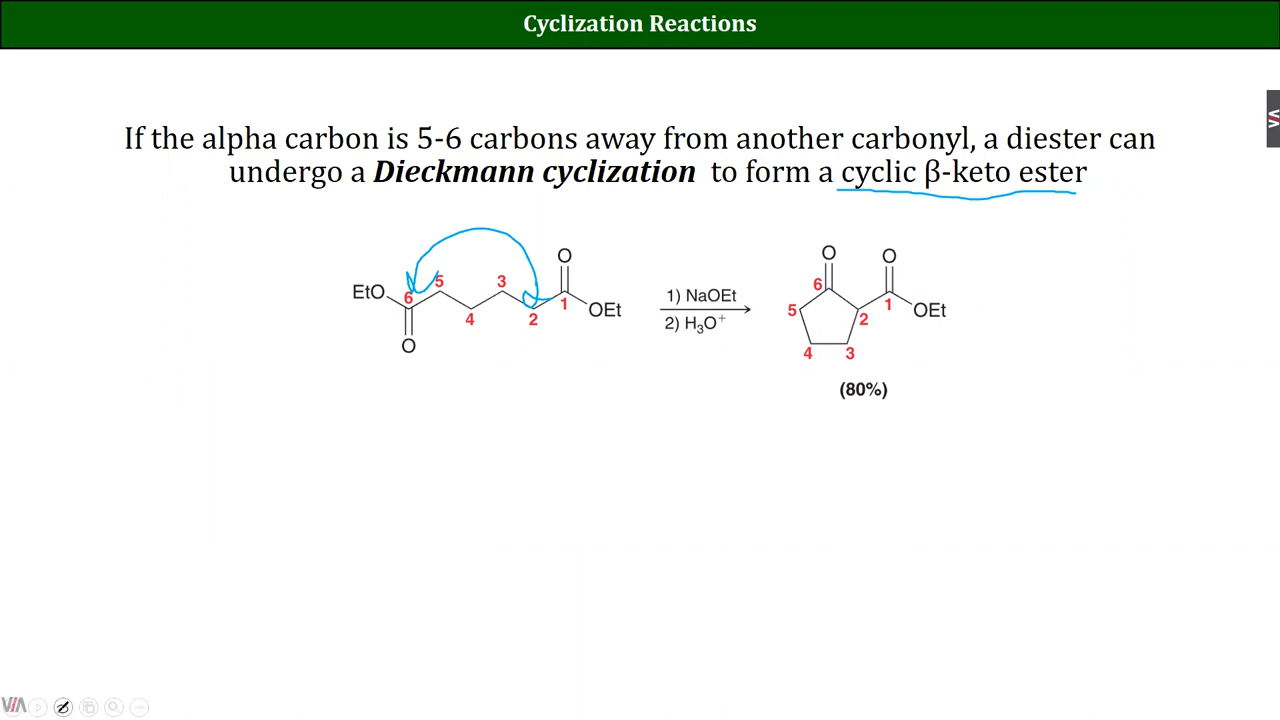 Cyclization Reactions
If the alpha carbon is 5-6 carbons away from another carbonyl, a diester can
undergo a Dieckmann cyclization to form a cyclic β-keto ester
O O O
5 3 6
EtO 6 1 1) NaOEt 5 1 OEt
4 2 OEt 2) H₃O⁺ 2
O 4 3
(80%)
VIA
VIA